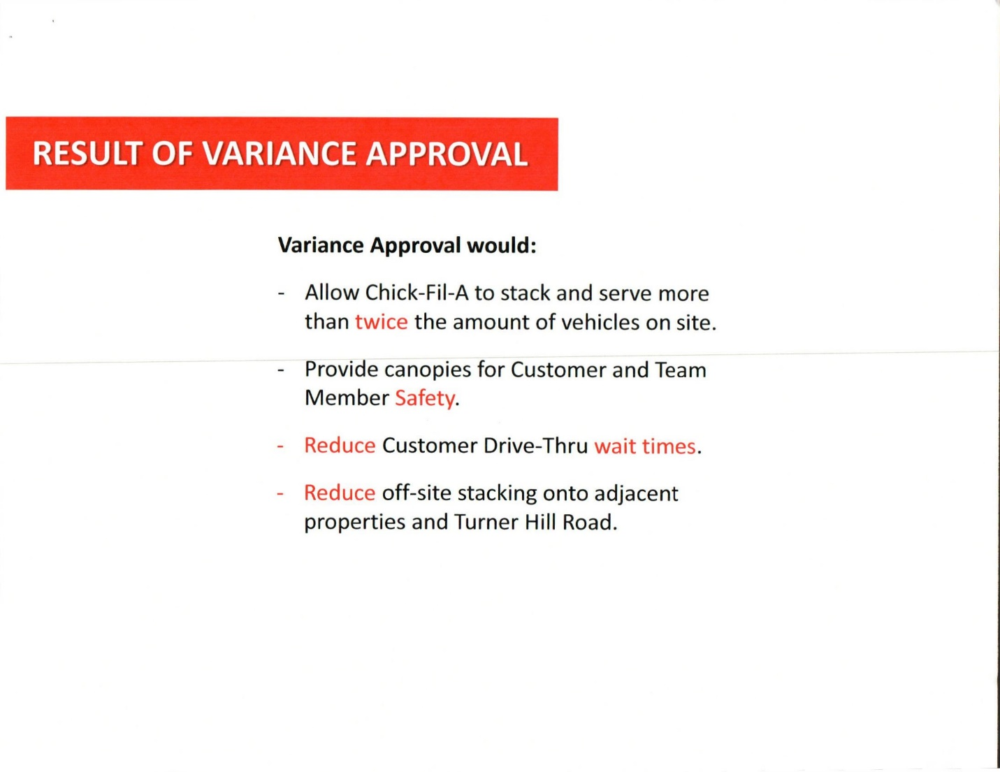 RESULT OF VARIANCE APPROVAL
Variance Approval would:
- Allow Chick-Fil-A to stack and serve more
than twice the amount of vehicles on site.
- Provide canopies for Customer and Team
Member Safety.
- Reduce Customer Drive-Thru wait times.
- Reduce off-site stacking onto adjacent
properties and Turner Hill Road.